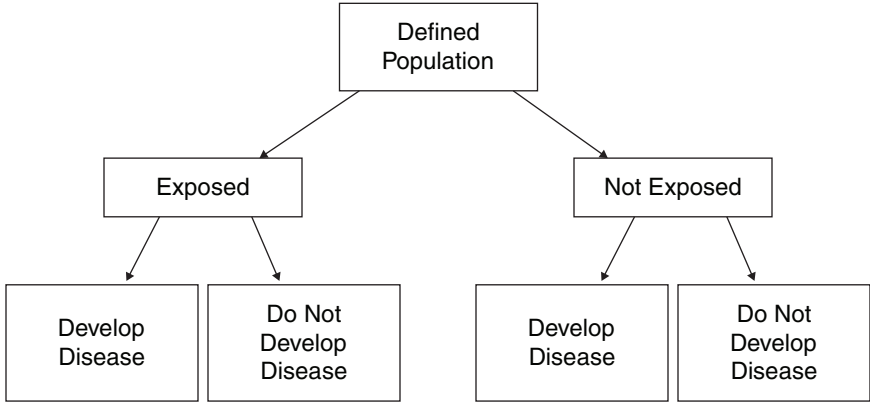 Defined
Population
Exposed
Not Exposed
Develop
Disease
Do Not
Develop
Disease
Develop
Disease
Do Not
Develop
Disease